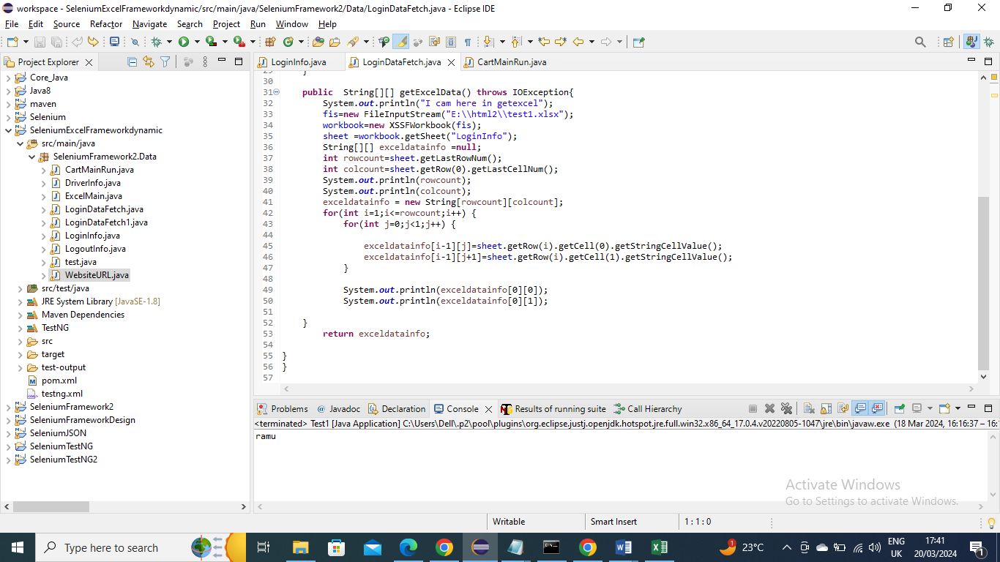 workspace - SeleniumExcelFrameworkdynamic/src/main/java/SeleniumFramework2/Data/LoginDataFetch.java - Eclipse IDE
File Edit Source Refactor Navigate Search Project Run Window Help
Project Explorer
LoginInfo.java LoginDataFetch.java CartMainRun.java
Core_Java
Java8
maven
Selenium
SeleniumExcelFrameworkdynamic
src/main/java
SeleniumFramework2.Data
CartMainRun.java
DriverInfo.java
ExcelMain.java
LoginDataFetch.java
LoginDataFetch1.java
LoginInfo.java
LogoutInfo.java
test.java
WebsiteURL.java
src/test/java
JRE System Library [JavaSE-1.8]
Maven Dependencies
TestNG
src
target
test-output
pom.xml
testng.xml
SeleniumFramework2
SeleniumFrameworkDesign
SeleniumJSON
SeleniumTestNG
SeleniumTestNG2
29 }
30
31 public String[][] getExcelData() throws IOException{
32 System.out.println("I cam here in getexcel");
33 fis=new FileInputStream("E:\\html2\\test1.xlsx");
34 workbook=new XSSFWorkbook(fis);
35 sheet =workbook.getSheet("LoginInfo");
36 String[][] exceldatainfo =null;
37 int rowcount=sheet.getLastRowNum();
38 int colcount=sheet.getRow(0).getLastCellNum();
39 System.out.println(rowcount);
40 System.out.println(colcount);
41 exceldatainfo = new String[rowcount][colcount];
42 for(int i=1;i<=rowcount;i++) {
43 for(int j=0;j<1;j++) {
44
45 exceldatainfo[i-1][j]=sheet.getRow(i).getCell(0).getStringCellValue();
46 exceldatainfo[i-1][j+1]=sheet.getRow(i).getCell(1).getStringCellValue();
47 }
48
49 System.out.println(exceldatainfo[0][0]);
50 System.out.println(exceldatainfo[0][1]);
51
52 }
53 return exceldatainfo;
54
55 }
56 }
57
Problems Javadoc Declaration Console Results of running suite Call Hierarchy
<terminated> Test1 [Java Application] C:\Users\Dell\.p2\pool\plugins\org.eclipse.justj.openjdk.hotspot.jre.full.win32.x86_64_17.0.4.v20220805-1047\jre\bin\javaw.exe (18 Mar 2024, 16:16:37 – 16:
ramu
Activate Windows
Go to Settings to activate Windows.
Writable Smart Insert 1 : 1 : 0
Type here to search
23°C
ENG
UK
17:41
20/03/2024
1